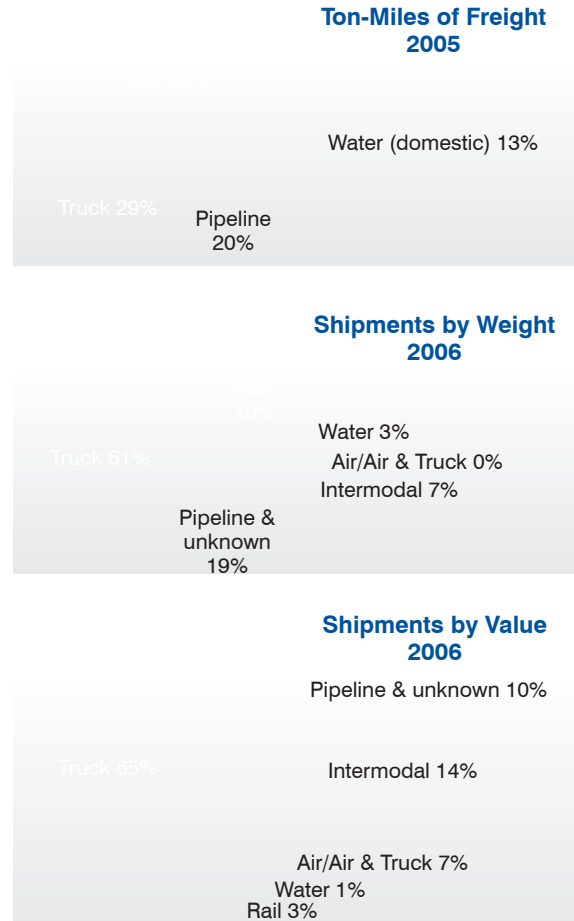 Ton-Miles of Freight
2005
Water (domestic) 13%
Truck 29%
Pipeline
20%
Shipments by Weight
2006
10%
Water 3%
Truck 61%
Air/Air & Truck 0%
Intermodal 7%
Pipeline &
unknown
19%
Shipments by Value
2006
Pipeline & unknown 10%
Truck 65%
Intermodal 14%
Air/Air & Truck 7%
Water 1%
Rail 3%